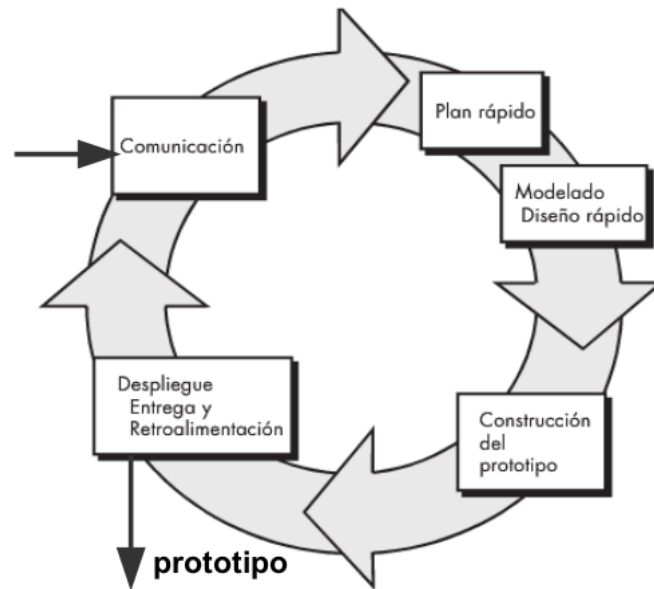 Comunicación
Plan rápido
Modelado
Diseño rápido
Construcción
del
prototipo
Despliegue
Entrega y
Retroalimentación
prototipo